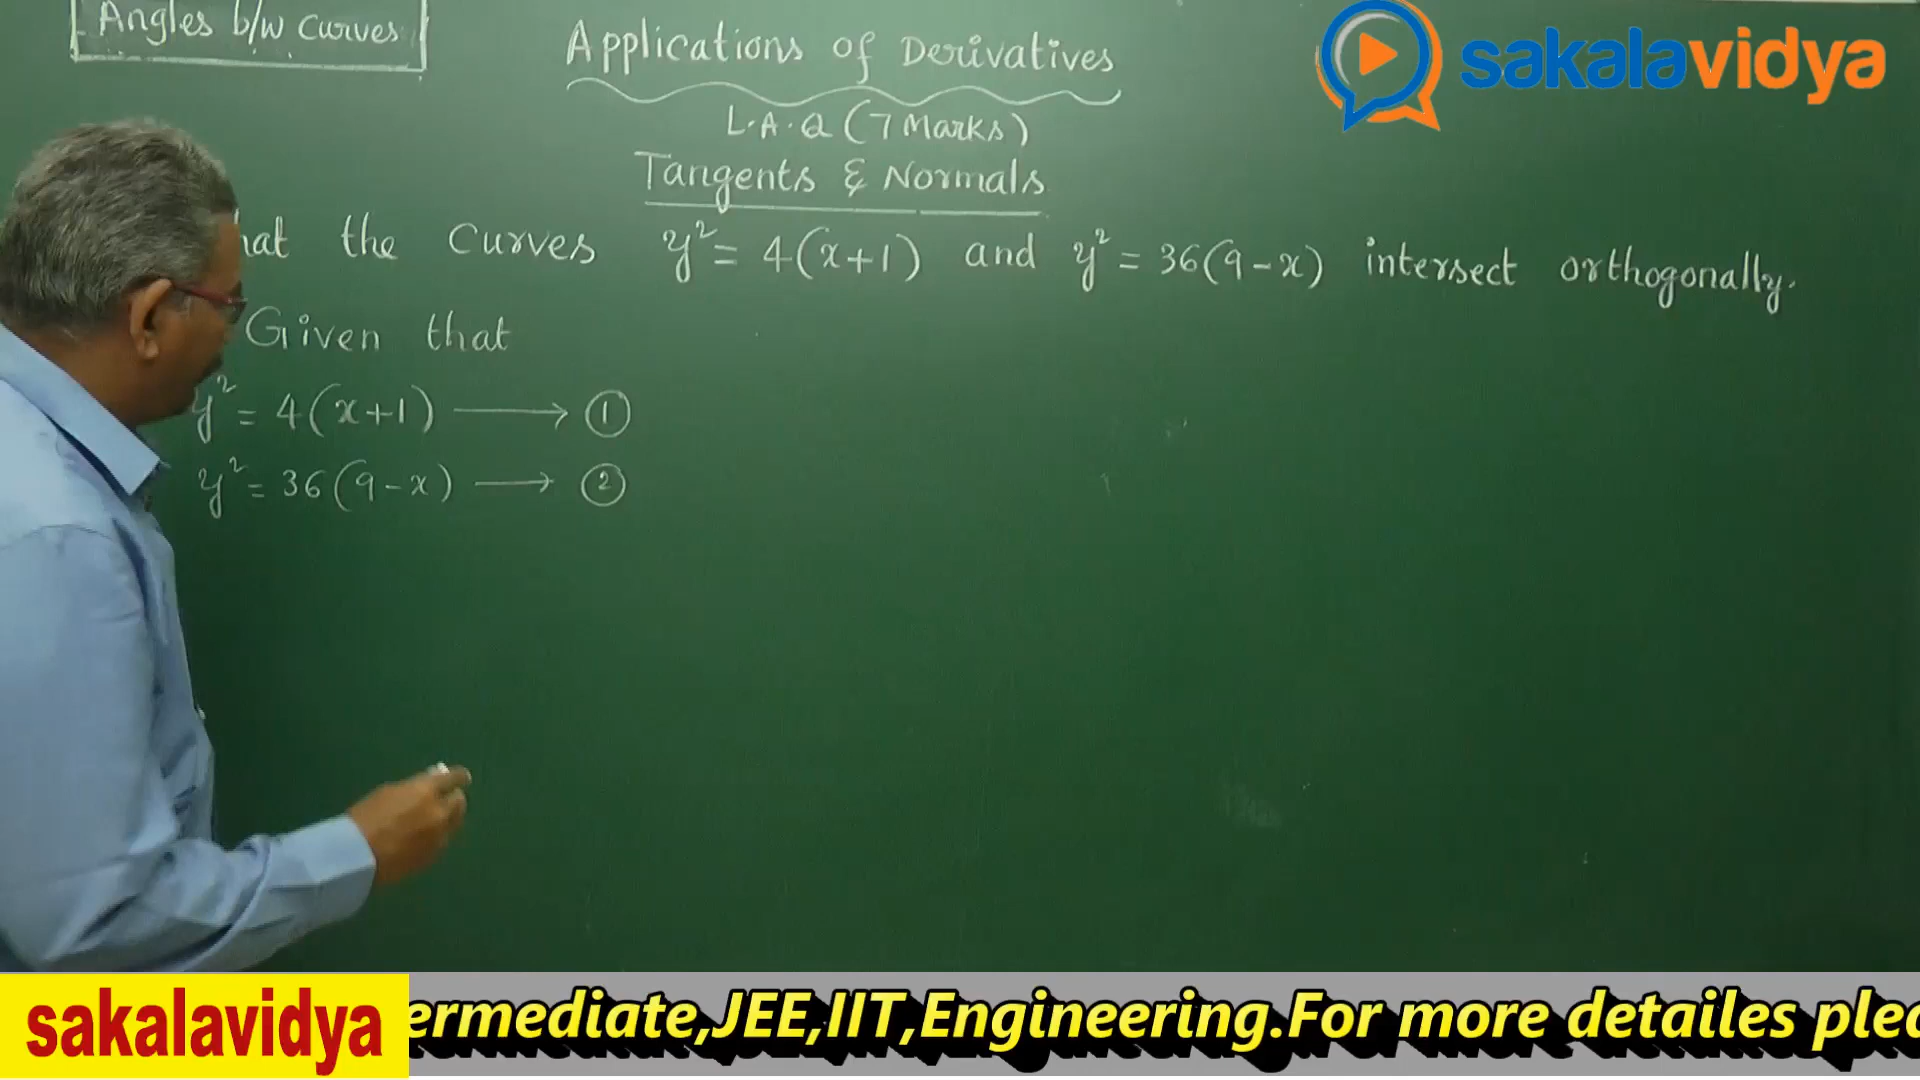 Angles b/w Curves
Applications of Derivatives
sakalavidya
L.A.Q (7 Marks)
Tangents & Normals
the curves y² = 4(x+1) and y² = 36(9-x) intersect orthogonally.
Given that
y² = 4(x+1) ⟶ ①
y² = 36(9-x) ⟶ ②
sakalavidya
ermediate,JEE,IIT,Engineering.For more detailes plea